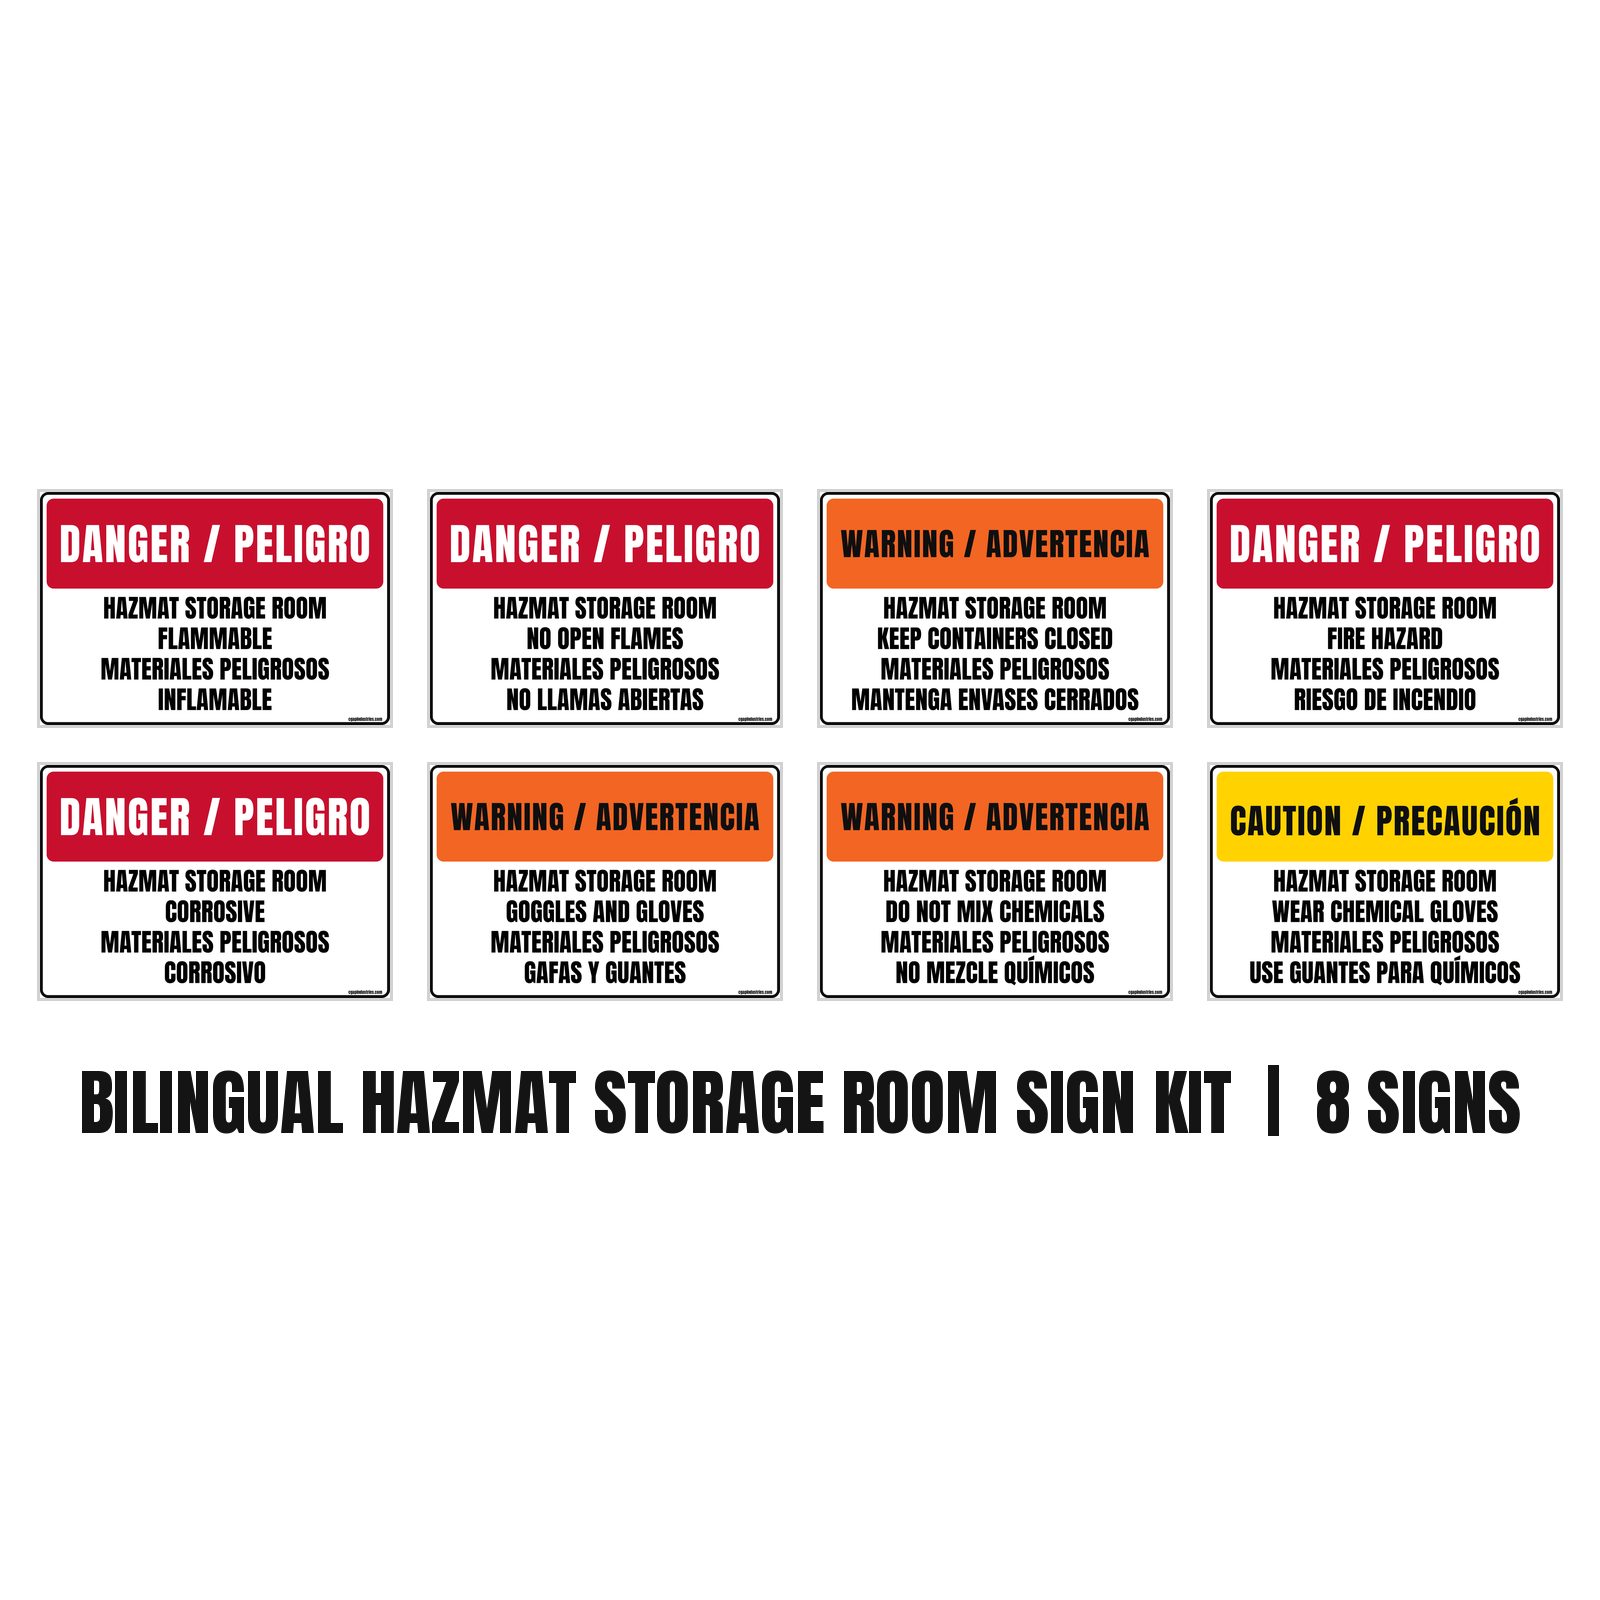 DANGER / PELIGRO
HAZMAT STORAGE ROOM
FLAMMABLE
MATERIALES PELIGROSOS
INFLAMABLE
DANGER / PELIGRO
HAZMAT STORAGE ROOM
NO OPEN FLAMES
MATERIALES PELIGROSOS
NO LLAMAS ABIERTAS
WARNING / ADVERTENCIA
HAZMAT STORAGE ROOM
KEEP CONTAINERS CLOSED
MATERIALES PELIGROSOS
MANTENGA ENVASES CERRADOS
DANGER / PELIGRO
HAZMAT STORAGE ROOM
FIRE HAZARD
MATERIALES PELIGROSOS
RIESGO DE INCENDIO
DANGER / PELIGRO
HAZMAT STORAGE ROOM
CORROSIVE
MATERIALES PELIGROSOS
CORROSIVO
WARNING / ADVERTENCIA
HAZMAT STORAGE ROOM
GOGGLES AND GLOVES
MATERIALES PELIGROSOS
GAFAS Y GUANTES
WARNING / ADVERTENCIA
HAZMAT STORAGE ROOM
DO NOT MIX CHEMICALS
MATERIALES PELIGROSOS
NO MEZCLE QUÍMICOS
CAUTION / PRECAUCIÓN
HAZMAT STORAGE ROOM
WEAR CHEMICAL GLOVES
MATERIALES PELIGROSOS
USE GUANTES PARA QUÍMICOS
BILINGUAL HAZMAT STORAGE ROOM SIGN KIT | 8 SIGNS